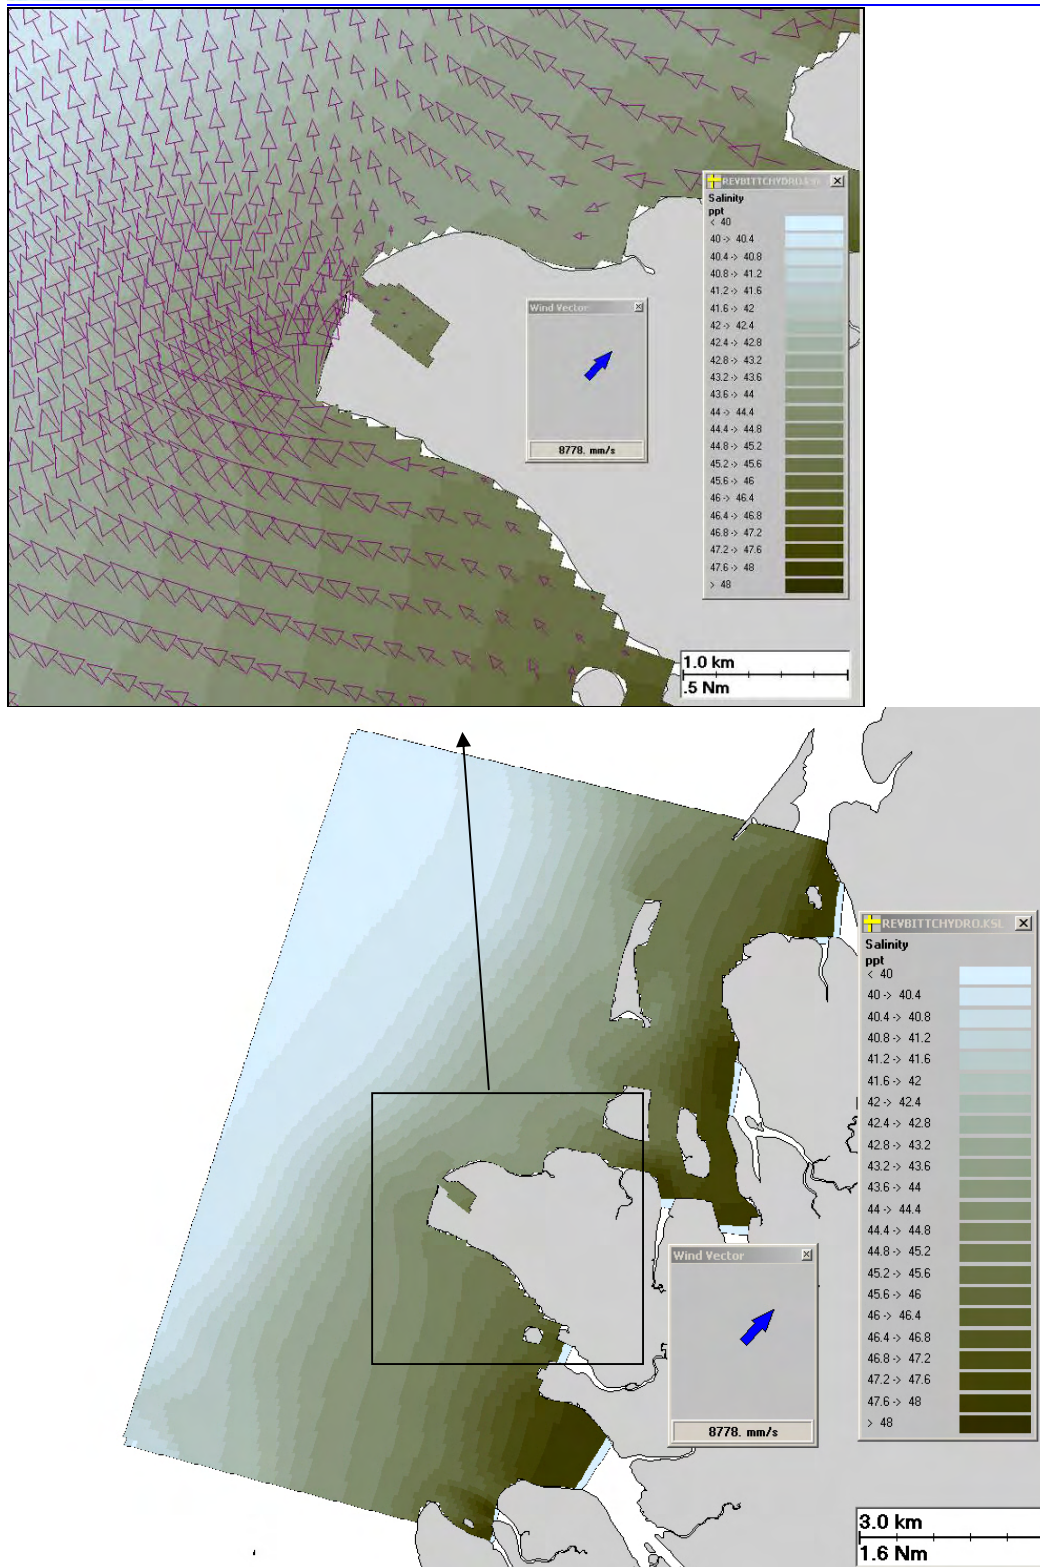 REVBITTCHYDRO.KSL
Salinity
ppt
< 40
40 -> 40.4
40.4 -> 40.8
40.8 -> 41.2
41.2 -> 41.6
41.6 -> 42
42 -> 42.4
42.4 -> 42.8
42.8 -> 43.2
43.2 -> 43.6
43.6 -> 44
44 -> 44.4
44.4 -> 44.8
44.8 -> 45.2
45.2 -> 45.6
45.6 -> 46
46 -> 46.4
46.4 -> 46.8
46.8 -> 47.2
47.2 -> 47.6
47.6 -> 48
> 48
Wind Vector
8778. mm/s
1.0 km
.5 Nm
REVBITTCHYDRO.KSL
Salinity
ppt
< 40
40 -> 40.4
40.4 -> 40.8
40.8 -> 41.2
41.2 -> 41.6
41.6 -> 42
42 -> 42.4
42.4 -> 42.8
42.8 -> 43.2
43.2 -> 43.6
43.6 -> 44
44 -> 44.4
44.4 -> 44.8
44.8 -> 45.2
45.2 -> 45.6
45.6 -> 46
46 -> 46.4
46.4 -> 46.8
46.8 -> 47.2
47.2 -> 47.6
47.6 -> 48
> 48
Wind Vector
8778. mm/s
3.0 km
1.6 Nm